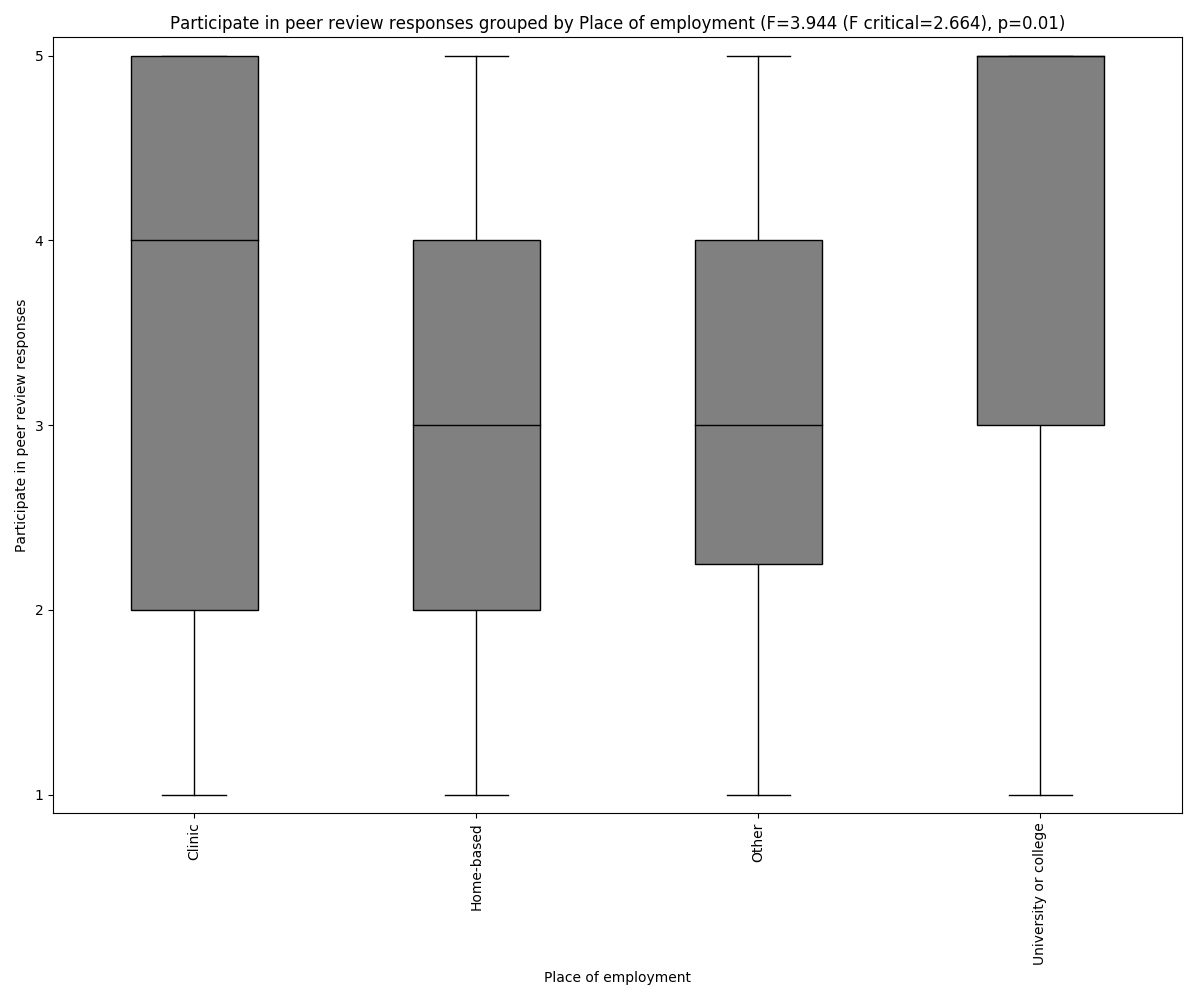 Participate in peer review responses grouped by Place of employment (F=3.944 (F critical=2.664), p=0.01)
Participate in peer review responses
5
4
3
2
1
Clinic
Home-based
Other
University or college
Place of employment